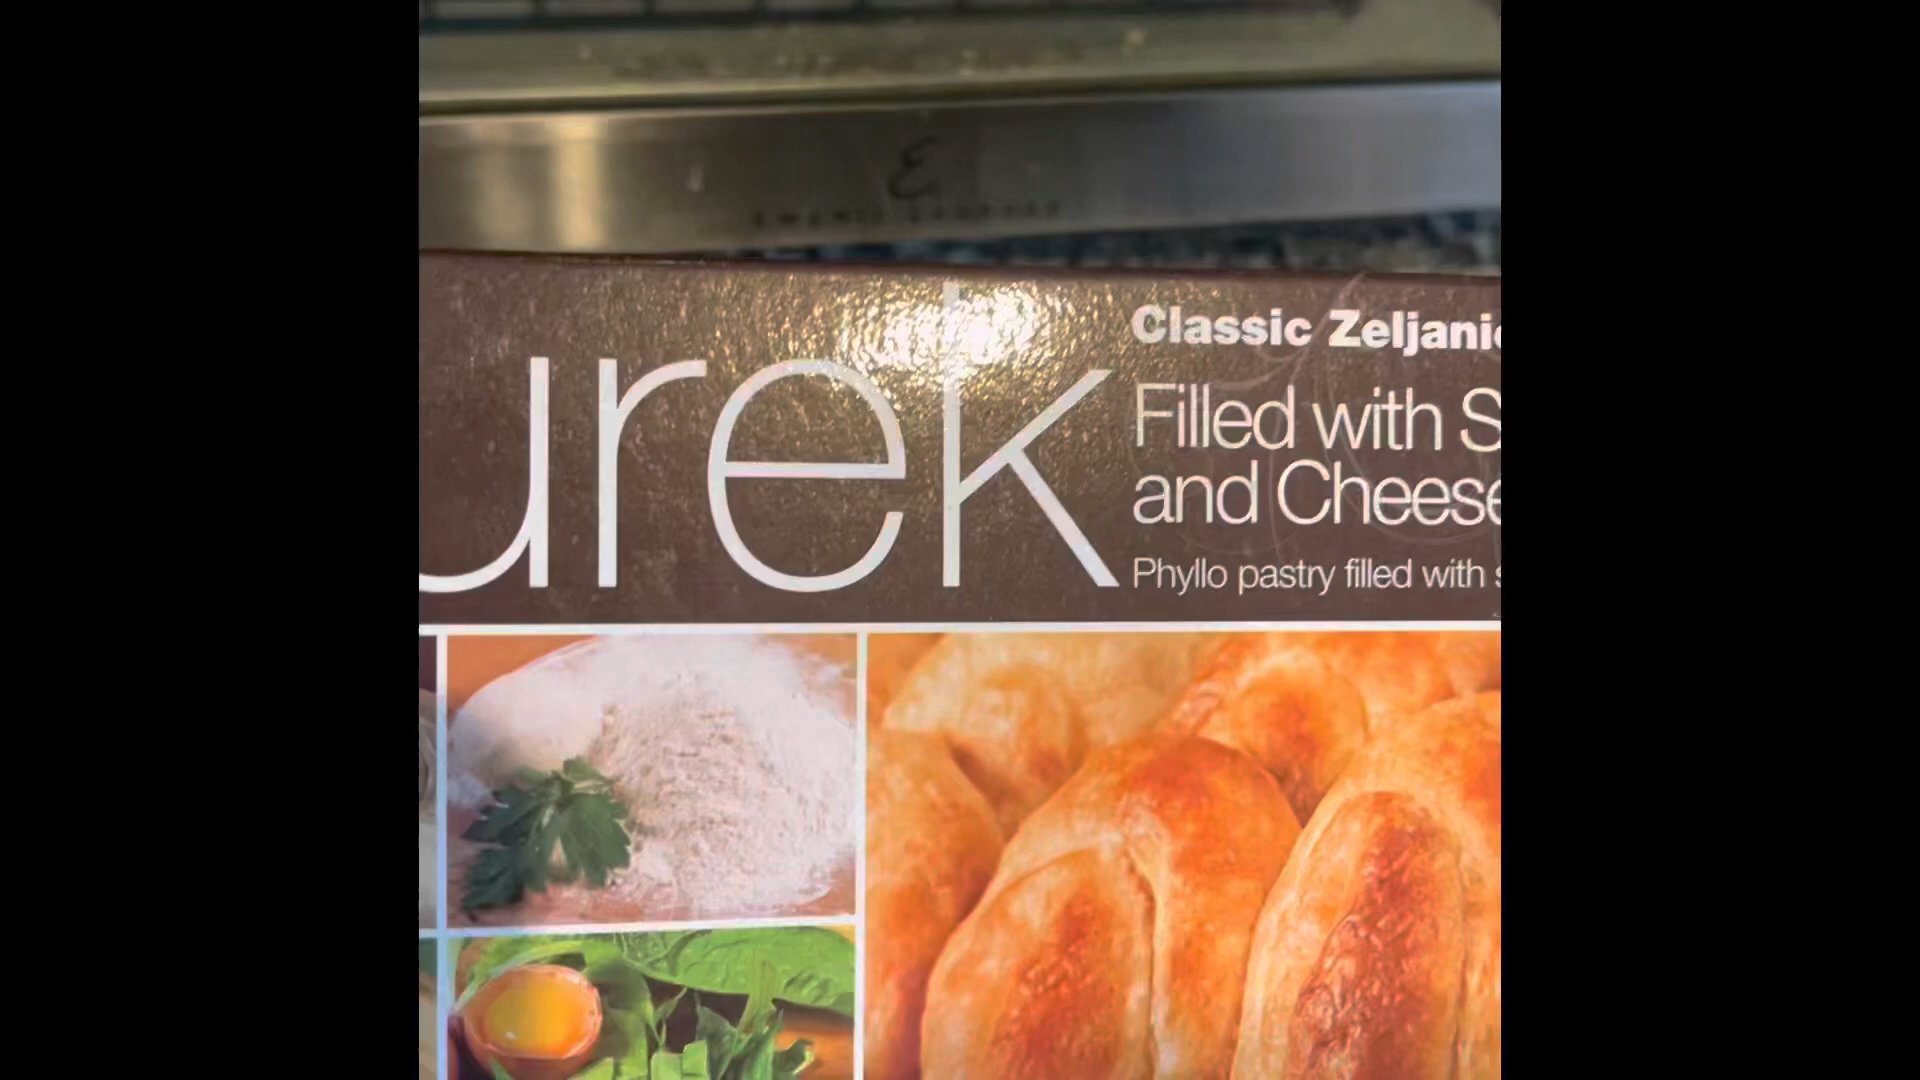 urek
Classic Zeljani
Filled with S
and Cheese
Phyllo pastry filled with s